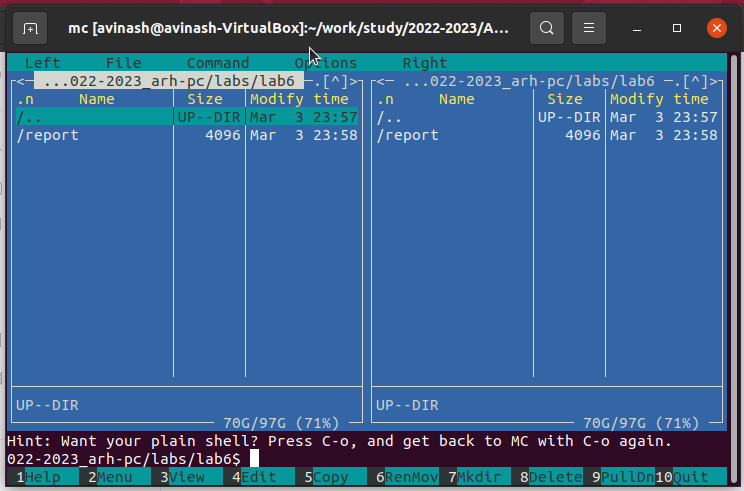 mc [avinash@avinash-VirtualBox]:~/work/study/2022-2023/A...
Left File Command Options Right
<─ ...022-2023_arh-pc/labs/lab6 ─.[^]> <─ ...022-2023_arh-pc/labs/lab6 ─.[^]>
.n Name Size Modify time .n Name Size Modify time
/.. UP--DIR Mar 3 23:57 /.. UP--DIR Mar 3 23:57
/report 4096 Mar 3 23:58 /report 4096 Mar 3 23:58
UP--DIR UP--DIR
70G/97G (71%) 70G/97G (71%)
Hint: Want your plain shell? Press C-o, and get back to MC with C-o again.
022-2023_arh-pc/labs/lab6$
1Help 2Menu 3View 4Edit 5Copy 6RenMov 7Mkdir 8Delete 9PullDn 10Quit